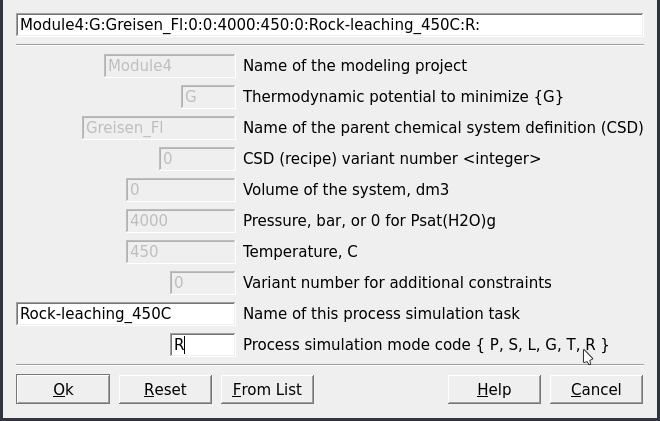 Module4:G:Greisen_Fl:0:0:4000:450:0:Rock-leaching_450C:R:
Module4 Name of the modeling project
G Thermodynamic potential to minimize {G}
Greisen_Fl Name of the parent chemical system definition (CSD)
0 CSD (recipe) variant number <integer>
0 Volume of the system, dm3
4000 Pressure, bar, or 0 for Psat(H2O)g
450 Temperature, C
0 Variant number for additional constraints
Rock-leaching_450C Name of this process simulation task
R Process simulation mode code { P, S, L, G, T, R }
Ok Reset From List Help Cancel